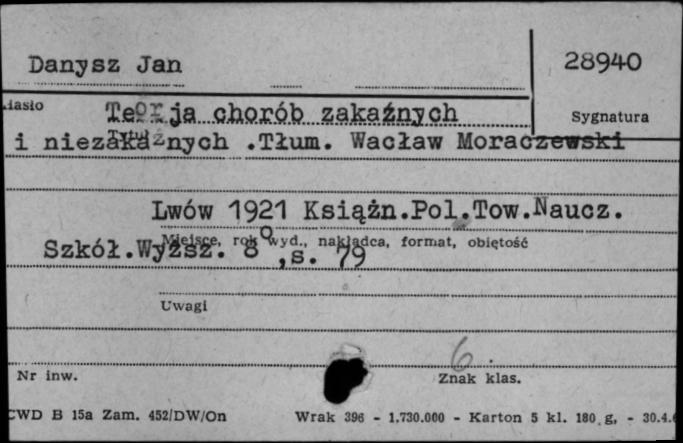 Danysz Jan
28940
Teorja chorób zakaźnych
Sygnatura
i niezakaźnych .Tłum. Wacław Moraczewski
Lwów 1921 Książn.Pol.Tow.Naucz.
Miejsce, rok wyd., nakładca, format, objętość
Szkół.Wyższ. 8⁰,s. 79
Uwagi
6
Nr inw.
Znak klas.
CWD B 15a Zam. 452/DW/On
Wrak 396 - 1.730.000 - Karton 5 kl. 180 g. - 30.4.